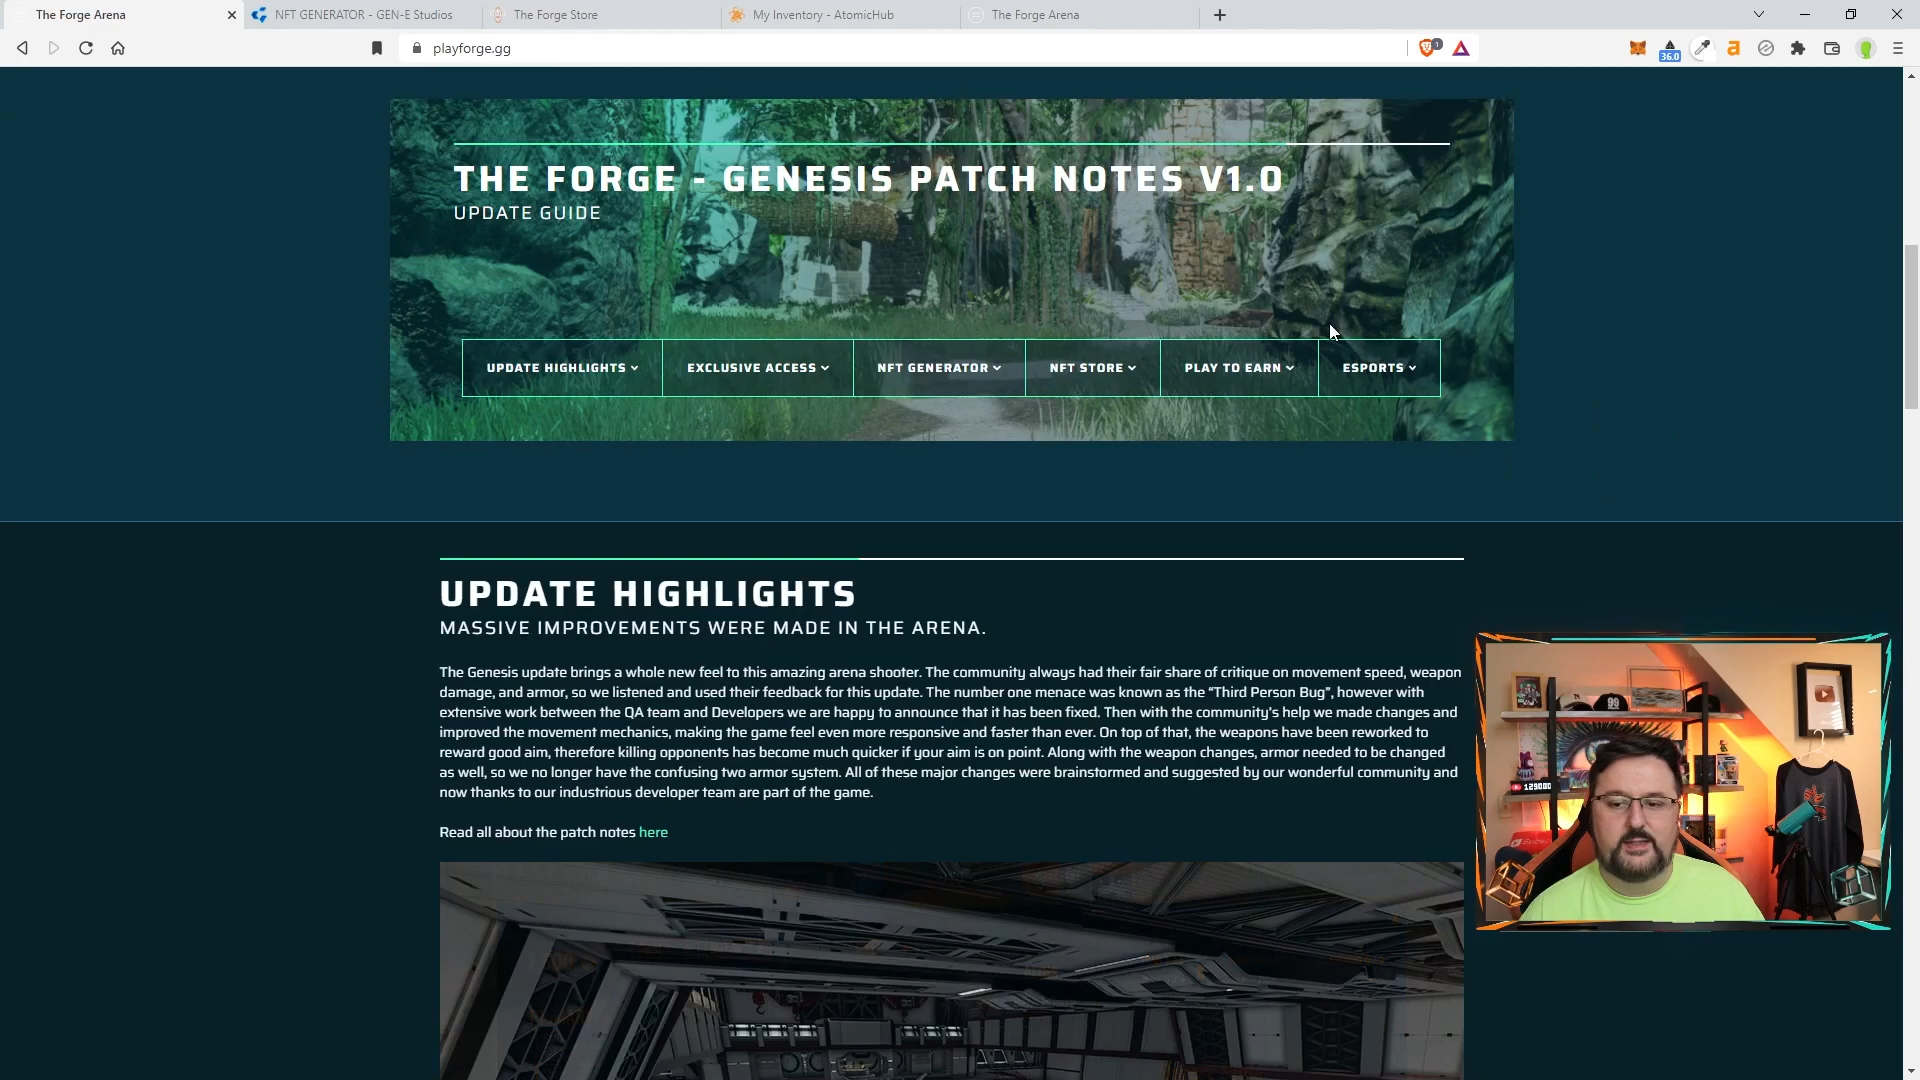 The Forge Arena
NFT GENERATOR - GEN-E Studios
The Forge Store
My Inventory - AtomicHub
The Forge Arena
playforge.gg
1
36.0
THE FORGE - GENESIS PATCH NOTES V1.0
UPDATE GUIDE
UPDATE HIGHLIGHTS
EXCLUSIVE ACCESS
NFT GENERATOR
NFT STORE
PLAY TO EARN
ESPORTS
UPDATE HIGHLIGHTS
MASSIVE IMPROVEMENTS WERE MADE IN THE ARENA.
The Genesis update brings a whole new feel to this amazing arena shooter. The community always had their fair share of critique on movement speed, weapon
damage, and armor, so we listened and used their feedback for this update. The number one menace was known as the “Third Person Bug”, however with
extensive work between the QA team and Developers we are happy to announce that it has been fixed. Then with the community’s help we made changes and
improved the movement mechanics, making the game feel even more responsive and faster than ever. On top of that, the weapons have been reworked to
reward good aim, therefore killing opponents has become much quicker if your aim is on point. Along with the weapon changes, armor needed to be changed
as well, so we no longer have the confusing two armor system. All of these major changes were brainstormed and suggested by our wonderful community and
now thanks to our industrious developer team are part of the game.
Read all about the patch notes here
99